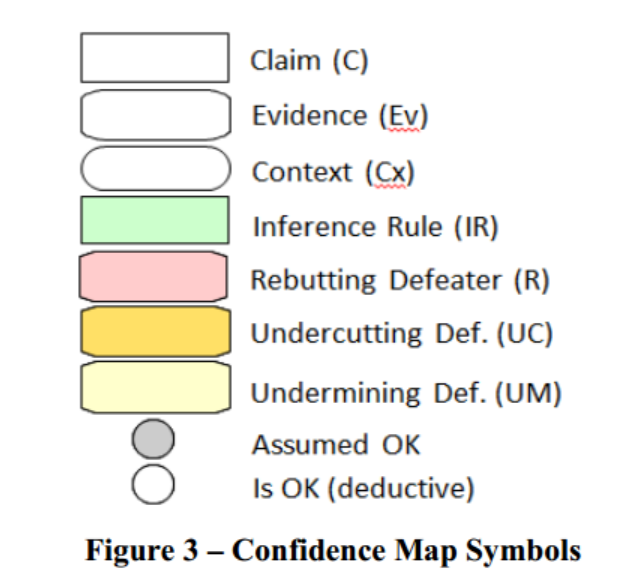 Claim (C)
Evidence (Ev)
Context (Cx)
Inference Rule (IR)
Rebutting Defeater (R)
Undercutting Def. (UC)
Undermining Def. (UM)
Assumed OK
Is OK (deductive)
Figure 3 – Confidence Map Symbols